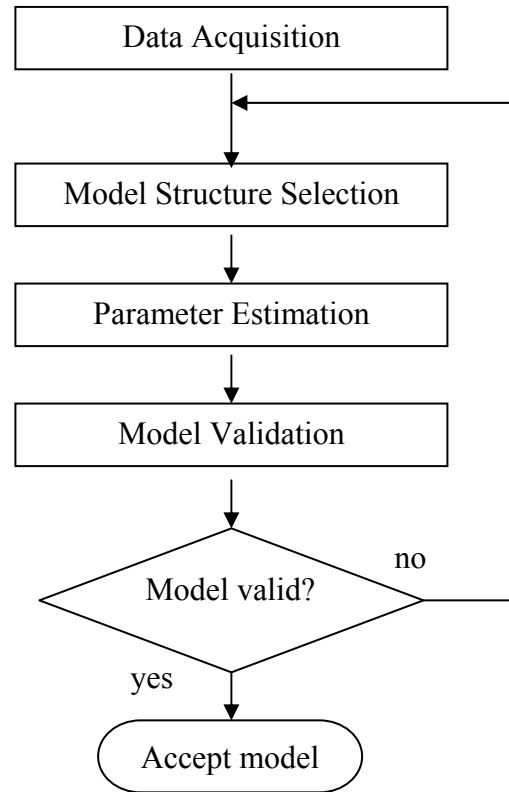 Data Acquisition
Model Structure Selection
Parameter Estimation
Model Validation
Model valid?
no
yes
Accept model